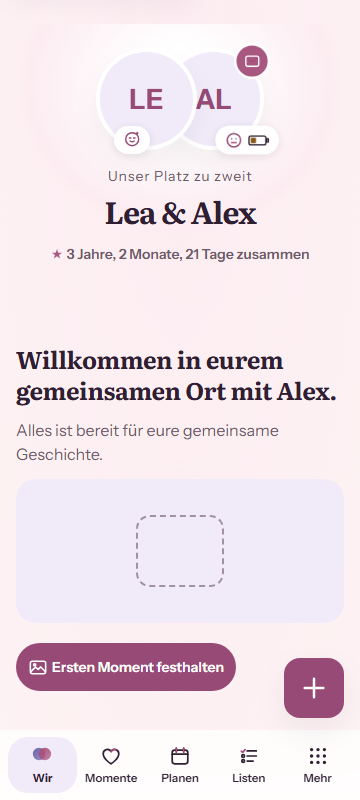 LE
AL
Unser Platz zu zweit
Lea & Alex
★ 3 Jahre, 2 Monate, 21 Tage zusammen
Willkommen in eurem
gemeinsamen Ort mit Alex.
Alles ist bereit für eure gemeinsame
Geschichte.
Ersten Moment festhalten
Wir
Momente
Planen
Listen
Mehr